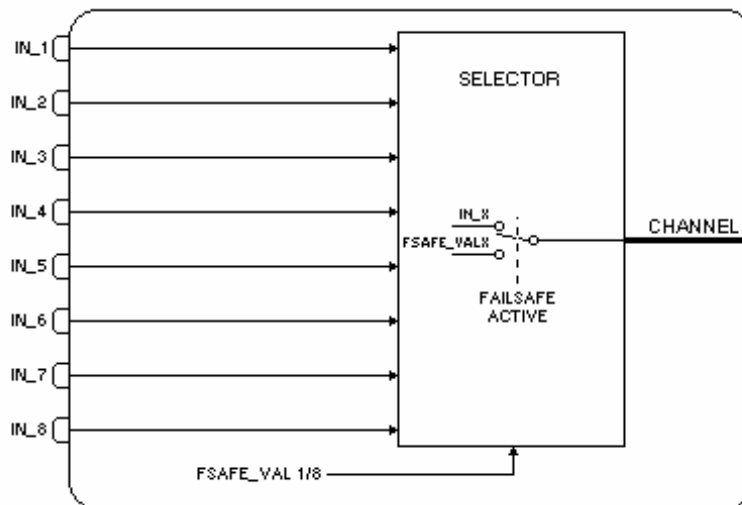 IN_1
IN_2
IN_3
IN_4
IN_5
IN_6
IN_7
IN_8
SELECTOR
IN_X
FSAFE_VALX
FAILSAFE
ACTIVE
CHANNEL
FSAFE_VAL 1/8